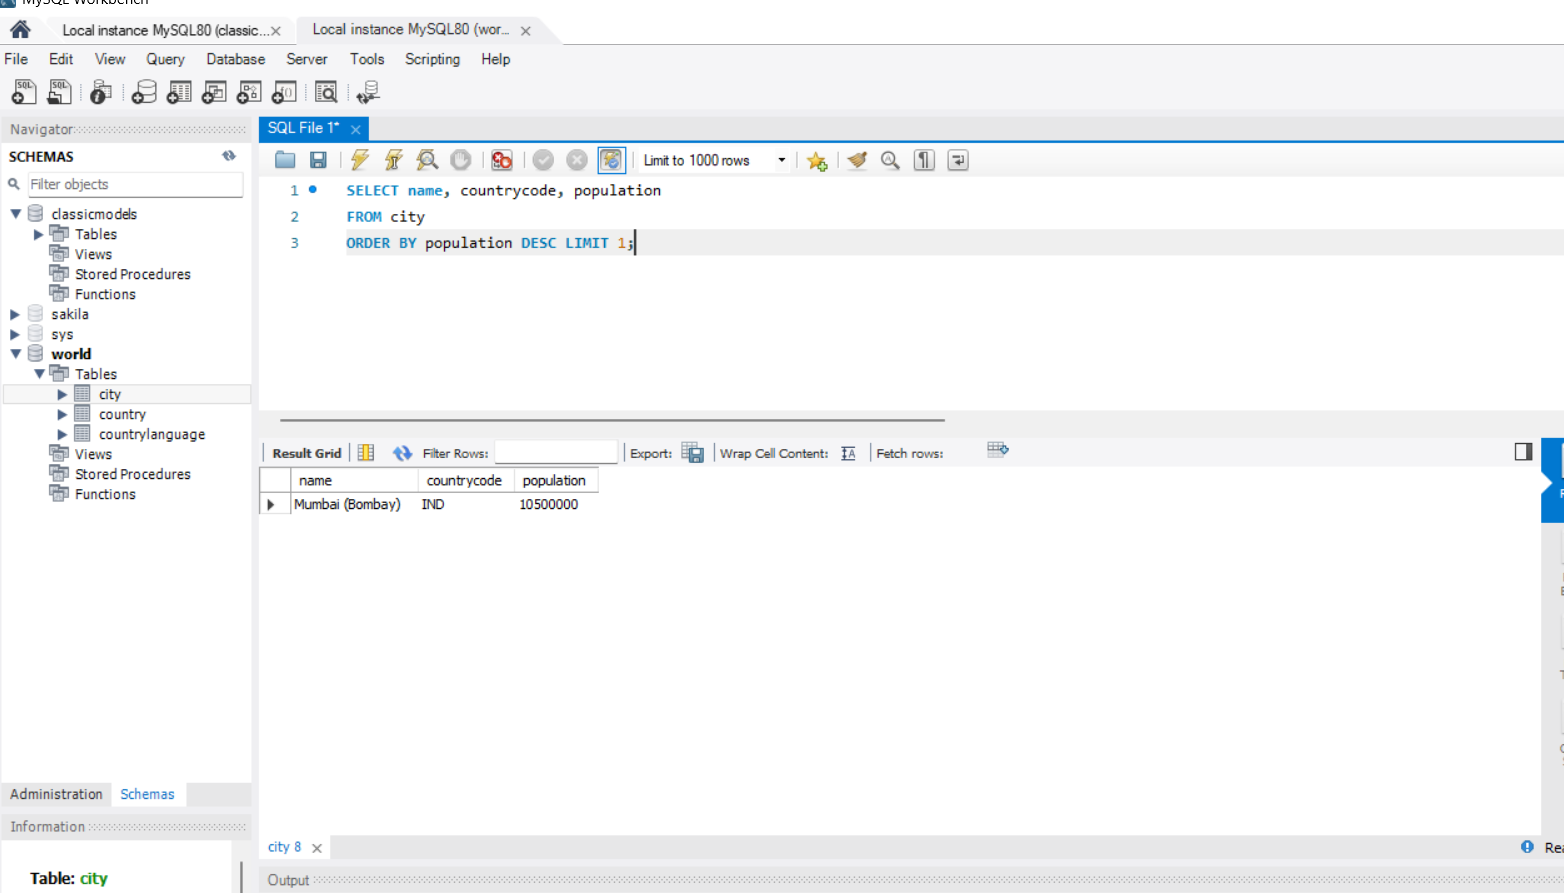 MySQL Workbench
Local instance MySQL80 (classic...
Local instance MySQL80 (wor...
File Edit View Query Database Server Tools Scripting Help
Navigator
SCHEMAS
Filter objects
classicmodels
Tables
Views
Stored Procedures
Functions
sakila
sys
world
Tables
city
country
countrylanguage
Views
Stored Procedures
Functions
Administration Schemas
Information
Table: city
SQL File 1*
Limit to 1000 rows
1 SELECT name, countrycode, population
2 FROM city
3 ORDER BY population DESC LIMIT 1;
Result Grid Filter Rows: Export: Wrap Cell Content: Fetch rows:
name countrycode population
Mumbai (Bombay) IND 10500000
city 8
Output